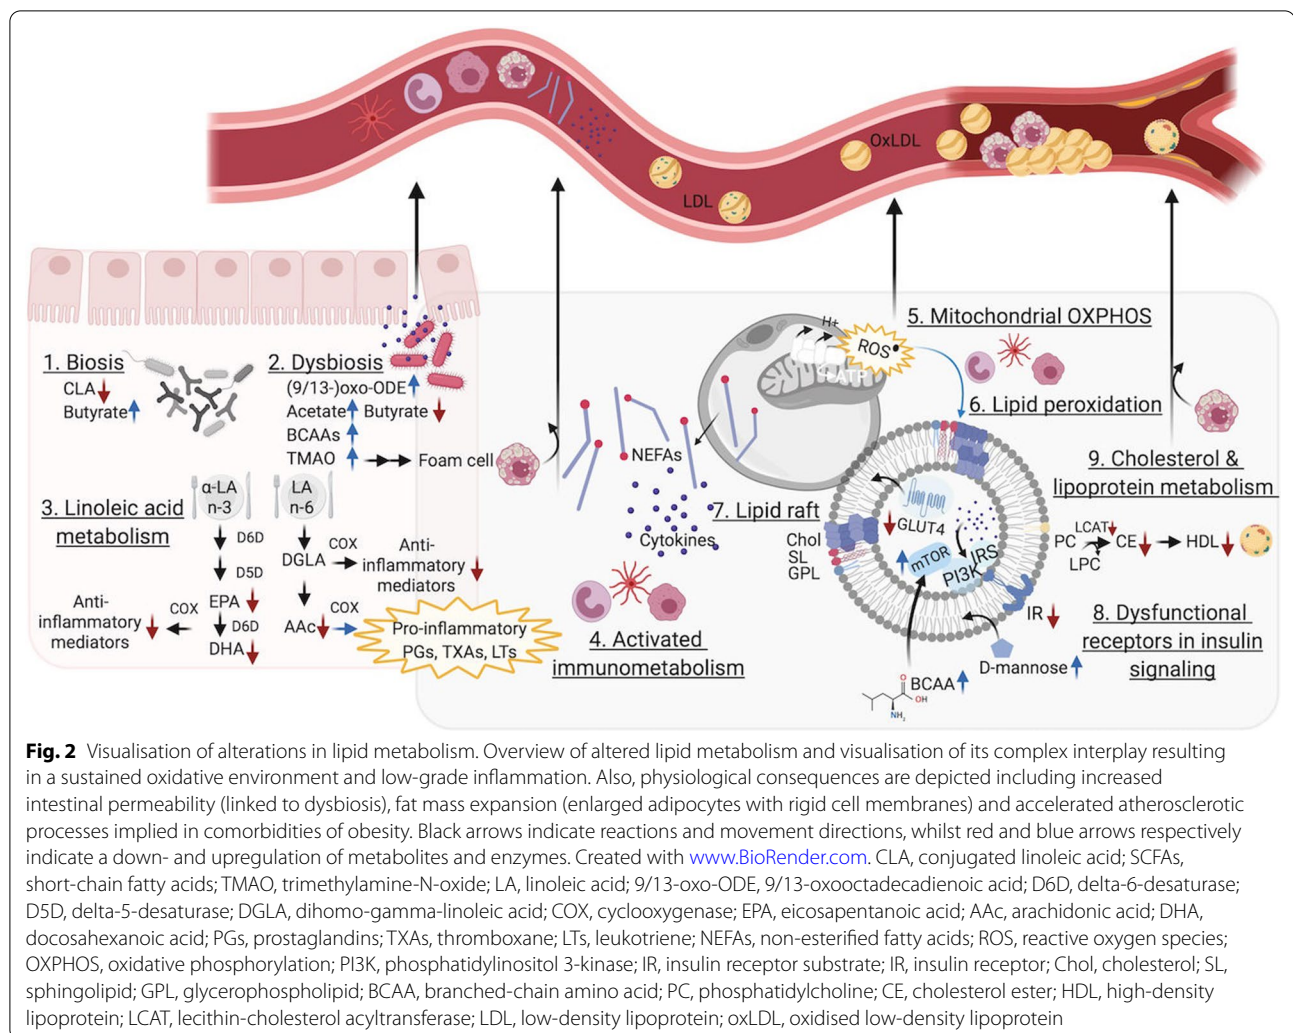 OxLDL
LDL
1. Biosis
CLA
Butyrate
2. Dysbiosis
(9/13-)oxo-ODE
Acetate Butyrate
BCAAs
TMAO
Foam cell
3. Linoleic acid
metabolism
α-LA
n-3
LA
n-6
D6D
D5D
EPA
D6D
DHA
COX
Anti-
inflammatory
mediators
DGLA
COX
Anti-
inflammatory
mediators
AAc
COX
Pro-inflammatory
PGs, TXAs, LTs
NEFAs
Cytokines
4. Activated
immunometabolism
H+
ROS
ATP
5. Mitochondrial OXPHOS
6. Lipid peroxidation
7. Lipid raft
Chol
SL
GPL
GLUT4
mTOR
IRS
PI3K
IR
D-mannose
BCAA
O
OH
NH₂
8. Dysfunctional
receptors in insulin
signaling
9. Cholesterol &
lipoprotein metabolism
LCAT
PC
CE
HDL
LPC
Fig. 2 Visualisation of alterations in lipid metabolism. Overview of altered lipid metabolism and visualisation of its complex interplay resulting
in a sustained oxidative environment and low-grade inflammation. Also, physiological consequences are depicted including increased
intestinal permeability (linked to dysbiosis), fat mass expansion (enlarged adipocytes with rigid cell membranes) and accelerated atherosclerotic
processes implied in comorbidities of obesity. Black arrows indicate reactions and movement directions, whilst red and blue arrows respectively
indicate a down- and upregulation of metabolites and enzymes. Created with www.BioRender.com. CLA, conjugated linoleic acid; SCFAs,
short-chain fatty acids; TMAO, trimethylamine-N-oxide; LA, linoleic acid; 9/13-oxo-ODE, 9/13-oxooctadecadienoic acid; D6D, delta-6-desaturase;
D5D, delta-5-desaturase; DGLA, dihomo-gamma-linoleic acid; COX, cyclooxygenase; EPA, eicosapentanoic acid; AAc, arachidonic acid; DHA,
docosahexanoic acid; PGs, prostaglandins; TXAs, thromboxane; LTs, leukotriene; NEFAs, non-esterified fatty acids; ROS, reactive oxygen species;
OXPHOS, oxidative phosphorylation; PI3K, phosphatidylinositol 3-kinase; IR, insulin receptor substrate; IR, insulin receptor; Chol, cholesterol; SL,
sphingolipid; GPL, glycerophospholipid; BCAA, branched-chain amino acid; PC, phosphatidylcholine; CE, cholesterol ester; HDL, high-density
lipoprotein; LCAT, lecithin-cholesterol acyltransferase; LDL, low-density lipoprotein; oxLDL, oxidised low-density lipoprotein